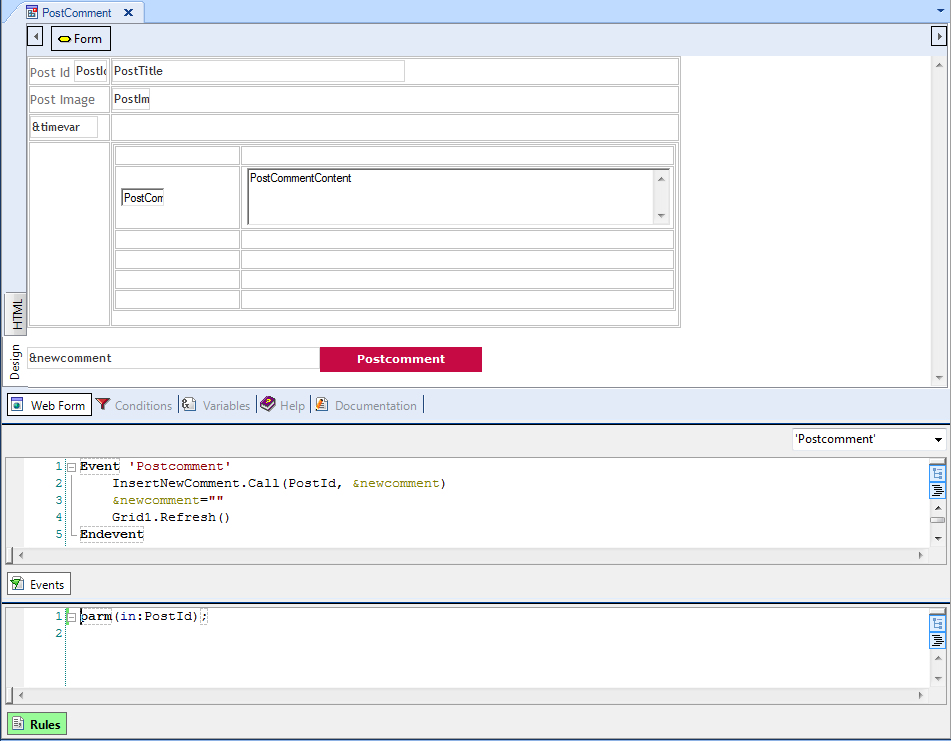 PostComment
Form
Post Id PostId PostTitle
Post Image PostIm
&timevar
PostCommentContent
PostCom
HTML
Design
&newcomment Postcomment
Web Form Conditions Variables Help Documentation
'Postcomment'
1 Event 'Postcomment'
2 InsertNewComment.Call(PostId, &newcomment)
3 &newcomment=""
4 Grid1.Refresh()
5 Endevent
Events
1 parm(in:PostId);
2
Rules